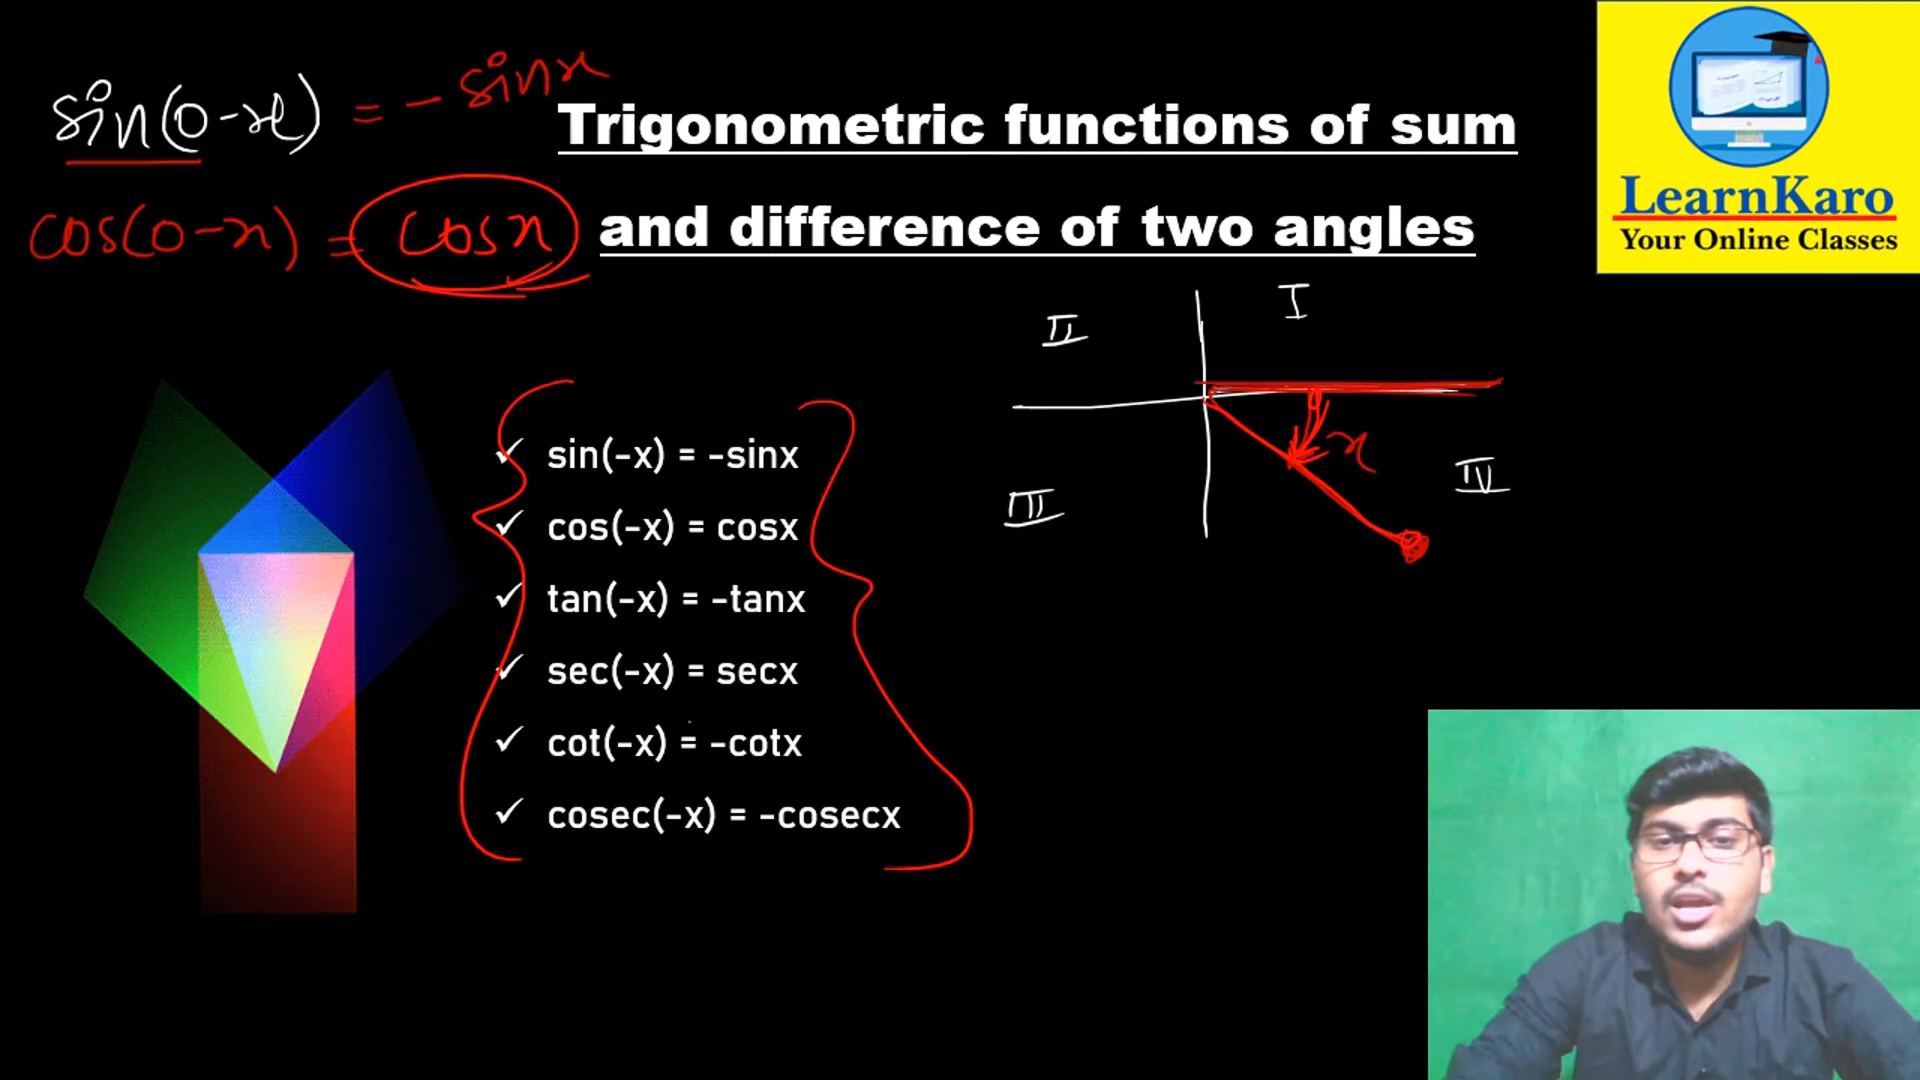 sin(0-x) = - sinx
Trigonometric functions of sum
cos(0-x) = cosx
and difference of two angles
LearnKaro
Your Online Classes
I
II
III
IV
x
✓ sin(-x) = -sinx
✓ cos(-x) = cosx
✓ tan(-x) = -tanx
✓ sec(-x) = secx
✓ cot(-x) = -cotx
✓ cosec(-x) = -cosecx